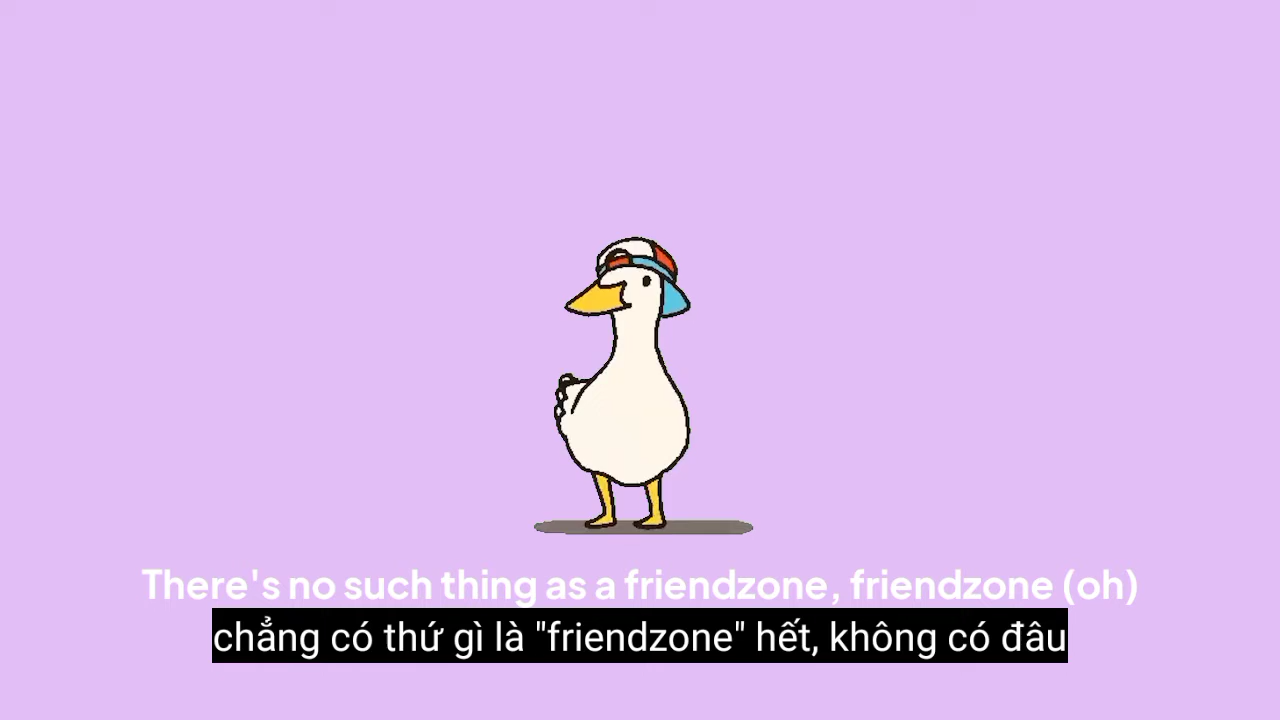 There's no such thing as a friendzone, friendzone (oh)
chẳng có thứ gì là "friendzone" hết, không có đâu